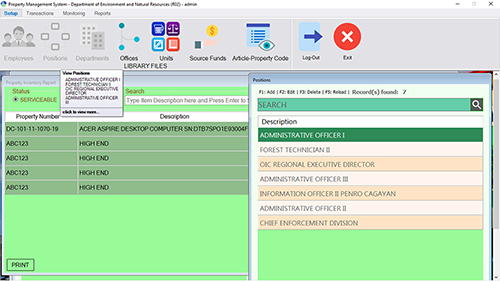 Property Management System - Department of Environment and Natural Resources (R02) - admin
Setup Transactions Monitoring Reports
Employees Positions Departments Offices Units Source Funds Article-Property Code Log-Out Exit
LIBRARY FILES
View Positions
ADMINISTRATIVE OFFICER I
FOREST TECHNICIAN II
OIC REGIONAL EXECUTIVE
DIRECTOR
ADMINISTRATIVE OFFICER
III
click to view more...
Property Inventory Report
Status
SERVICEABLE
Search
Type Item Description here and Press Enter to
Property Number Description
DC-101-11-1070-19 ACER ASPIRE DESKTOP COMPUTER SN:DTB7SPO1E93004F
ABC123 HIGH END
ABC123 HIGH END
ABC123 HIGH END
ABC123 HIGH END
PRINT
Positions
F1: Add | F2: Edit | F3: Delete | F5: Reload | Record(s) found: 7
SEARCH
Description
ADMINISTRATIVE OFFICER I
FOREST TECHNICIAN II
OIC REGIONAL EXECUTIVE DIRECTOR
ADMINISTRATIVE OFFICER III
INFORMATION OFFICER II PENRO CAGAYAN
ADMINISTRATIVE OFFICER II
CHIEF ENFORCEMENT DIVISION